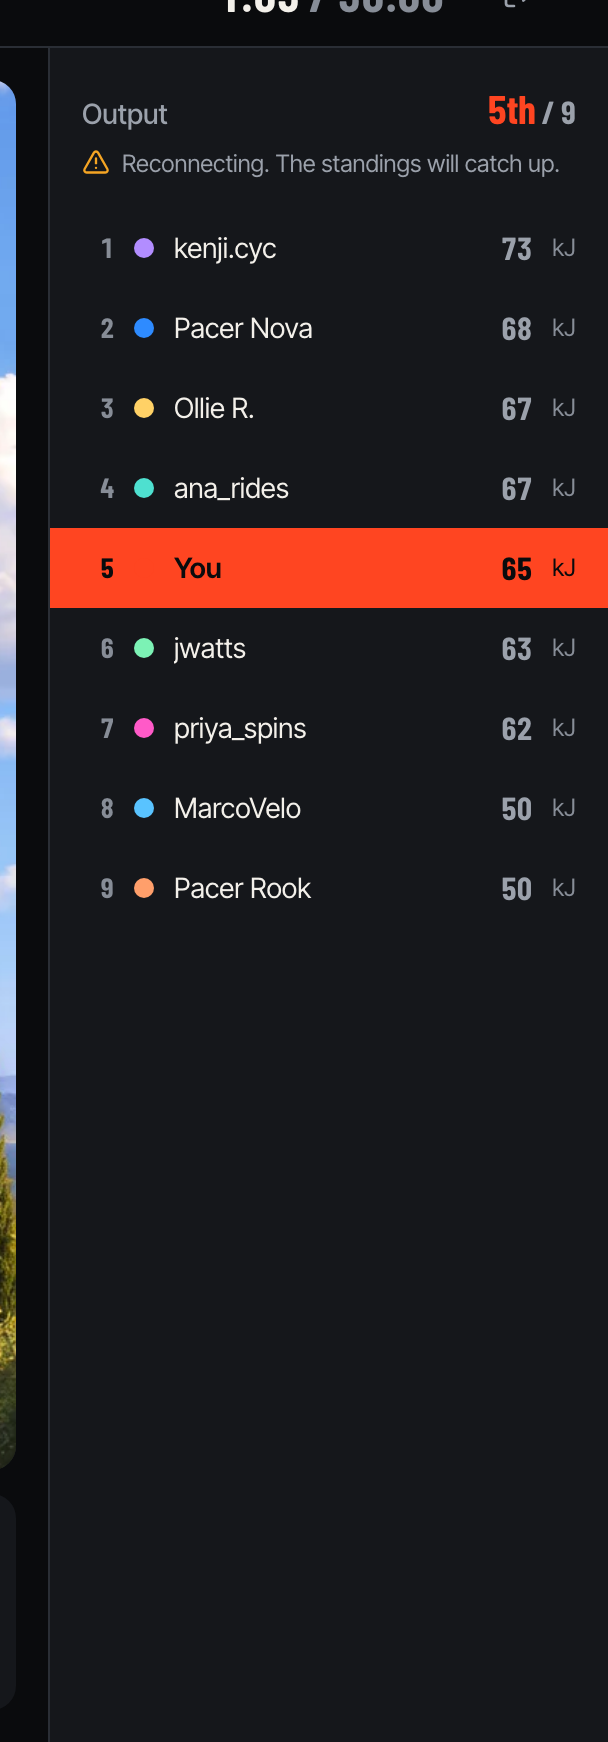 Output 5th / 9
Reconnecting. The standings will catch up.
1 kenji.cyc 73 kJ
2 Pacer Nova 68 kJ
3 Ollie R. 67 kJ
4 ana_rides 67 kJ
5 You 65 kJ
6 jwatts 63 kJ
7 priya_spins 62 kJ
8 MarcoVelo 50 kJ
9 Pacer Rook 50 kJ